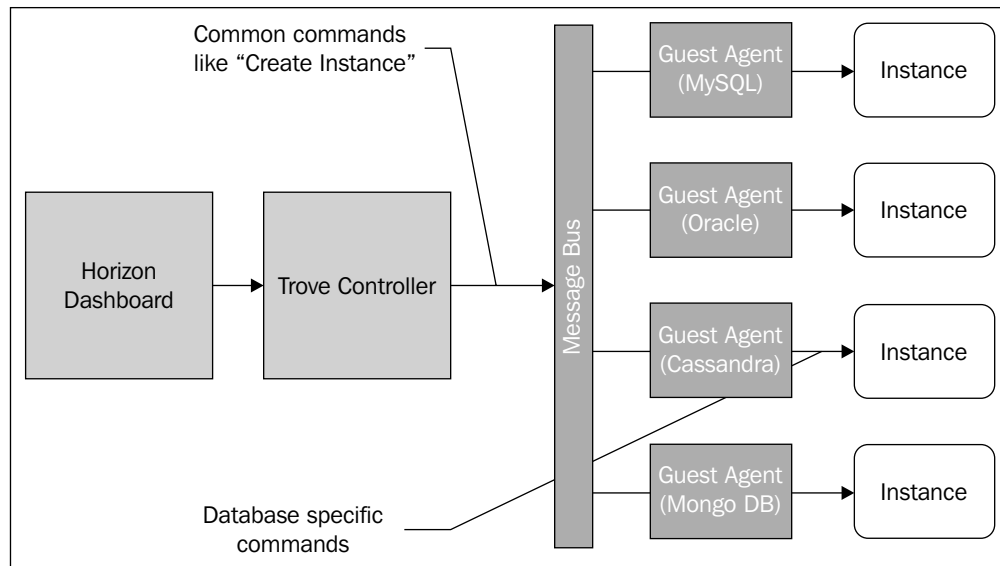 Common commands
like “Create Instance”
Horizon
Dashboard
Trove Controller
Message Bus
Guest Agent
(MySQL)
Instance
Guest Agent
(Oracle)
Instance
Guest Agent
(Cassandra)
Instance
Guest Agent
(Mongo DB)
Instance
Database specific
commands